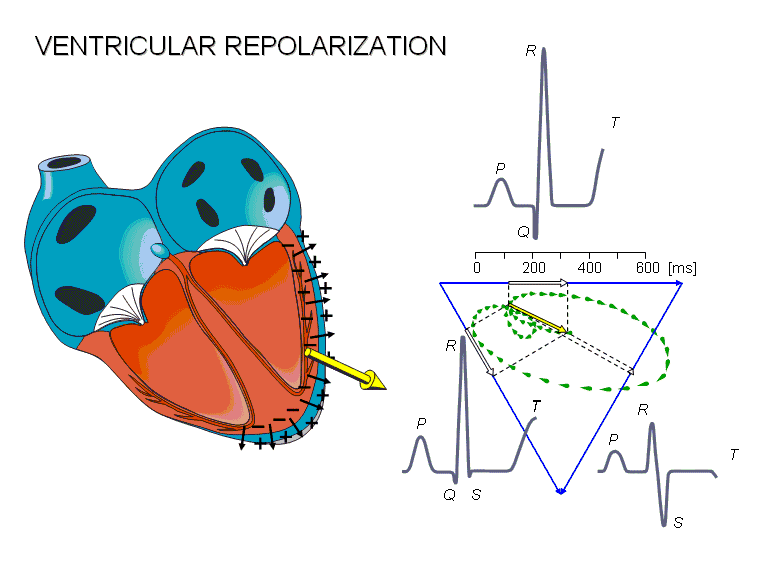 VENTRICULAR REPOLARIZATION
R
T
P
Q
0 200 400 600 [ms]
R
P
T
Q S
R
P
T
S